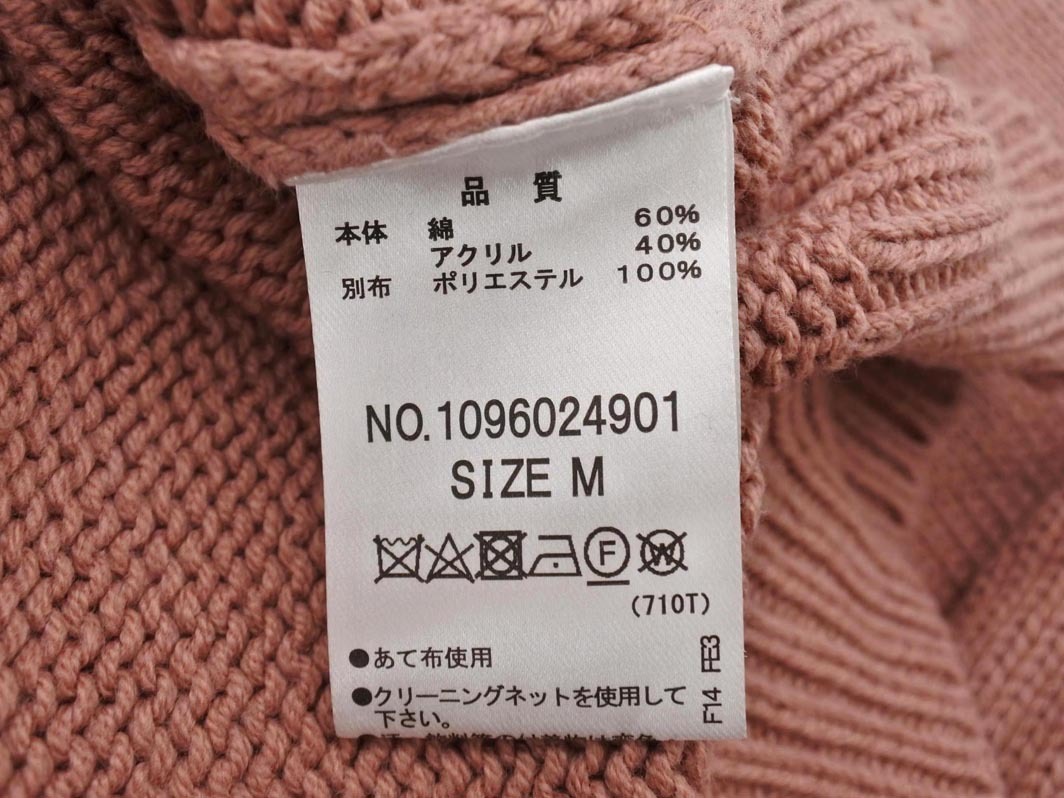 品質
本体 綿 60%
アクリル 40%
別布 ポリエステル 100%
NO.1096024901
SIZE M
F
W
(710T)
●あて布使用
●クリーニングネットを使用して
下さい。
F14 FE3